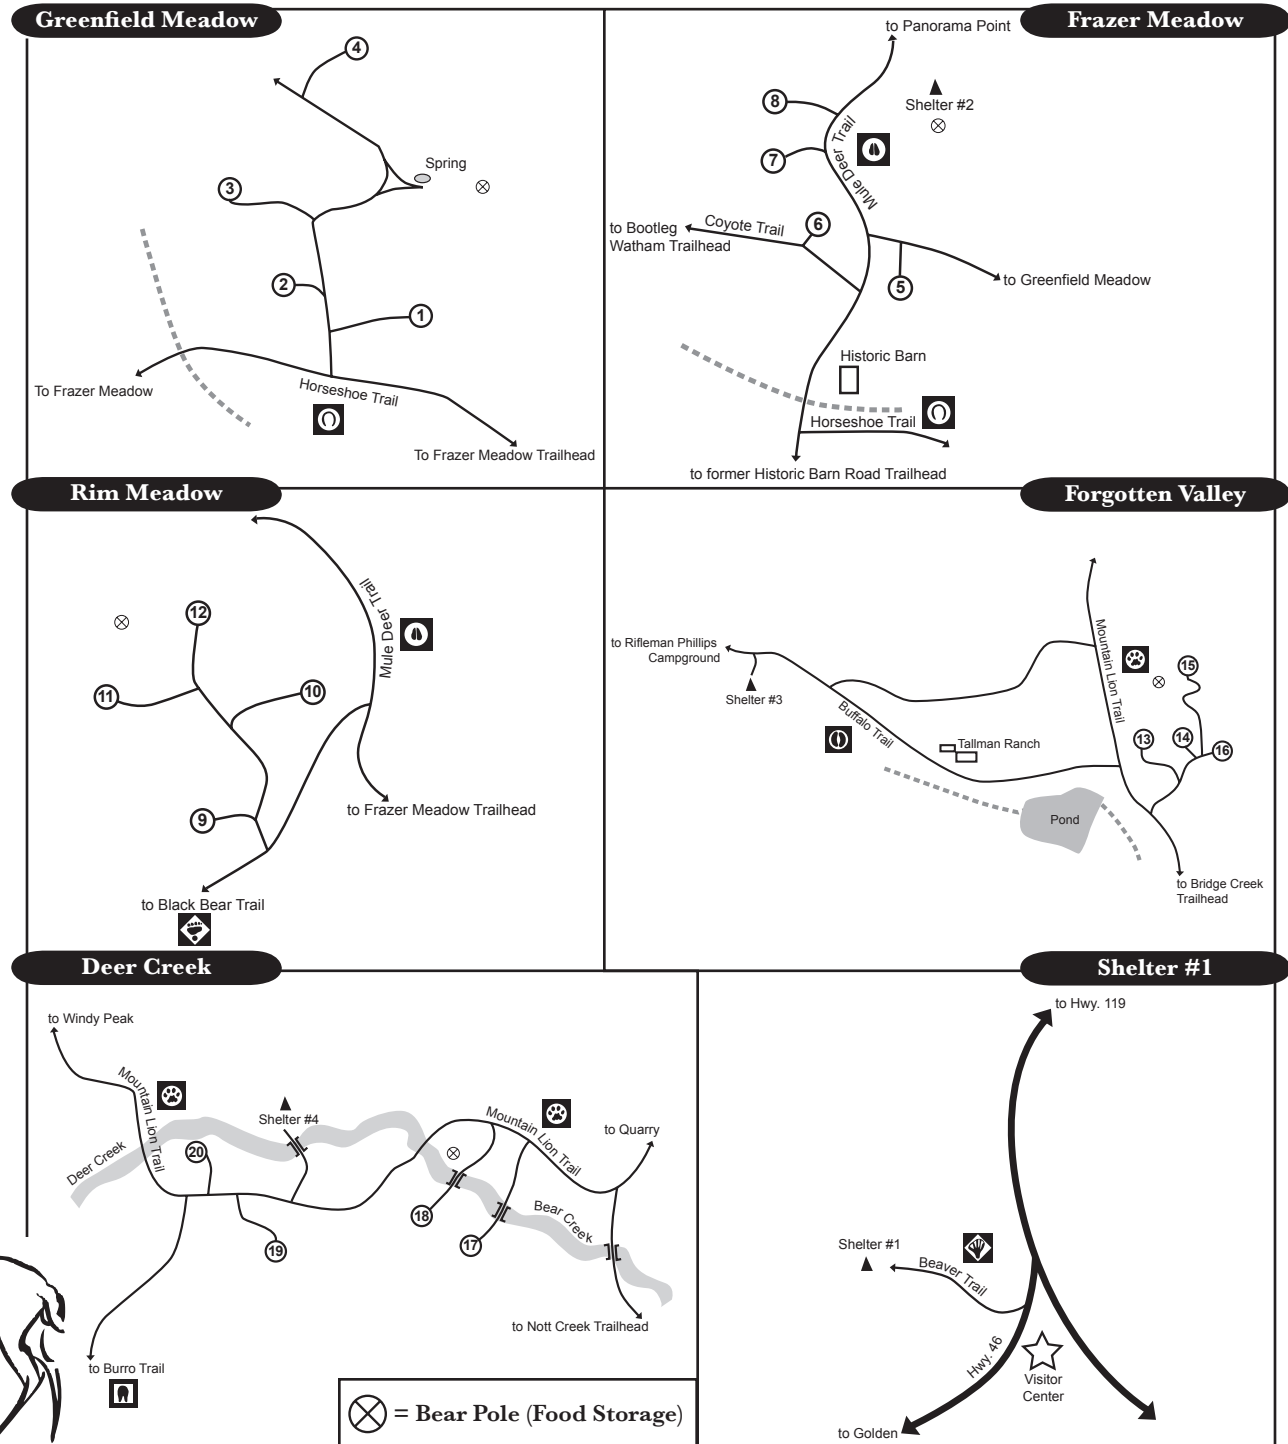 Greenfield Meadow
4
Spring
3
2
1
To Frazer Meadow
Horseshoe Trail
To Frazer Meadow Trailhead
Frazer Meadow
to Panorama Point
Shelter #2
8
Mule Deer Trail
7
to Bootleg
Watham Trailhead
Coyote Trail
6
5
to Greenfield Meadow
Historic Barn
Horseshoe Trail
to former Historic Barn Road Trailhead
Rim Meadow
Mule Deer Trail
12
11
10
9
to Frazer Meadow Trailhead
to Black Bear Trail
Forgotten Valley
to Rifleman Phillips
Campground
Shelter #3
Mountain Lion Trail
15
Buffalo Trail
Tallman Ranch
13
14
16
Pond
to Bridge Creek
Trailhead
Deer Creek
to Windy Peak
Mountain Lion Trail
Shelter #4
Mountain Lion Trail
to Quarry
Deer Creek
20
18
17
Bear Creek
19
to Nott Creek Trailhead
to Burro Trail
= Bear Pole (Food Storage)
Shelter #1
to Hwy. 119
Shelter #1
Beaver Trail
Hwy. 46
Visitor
Center
to Golden